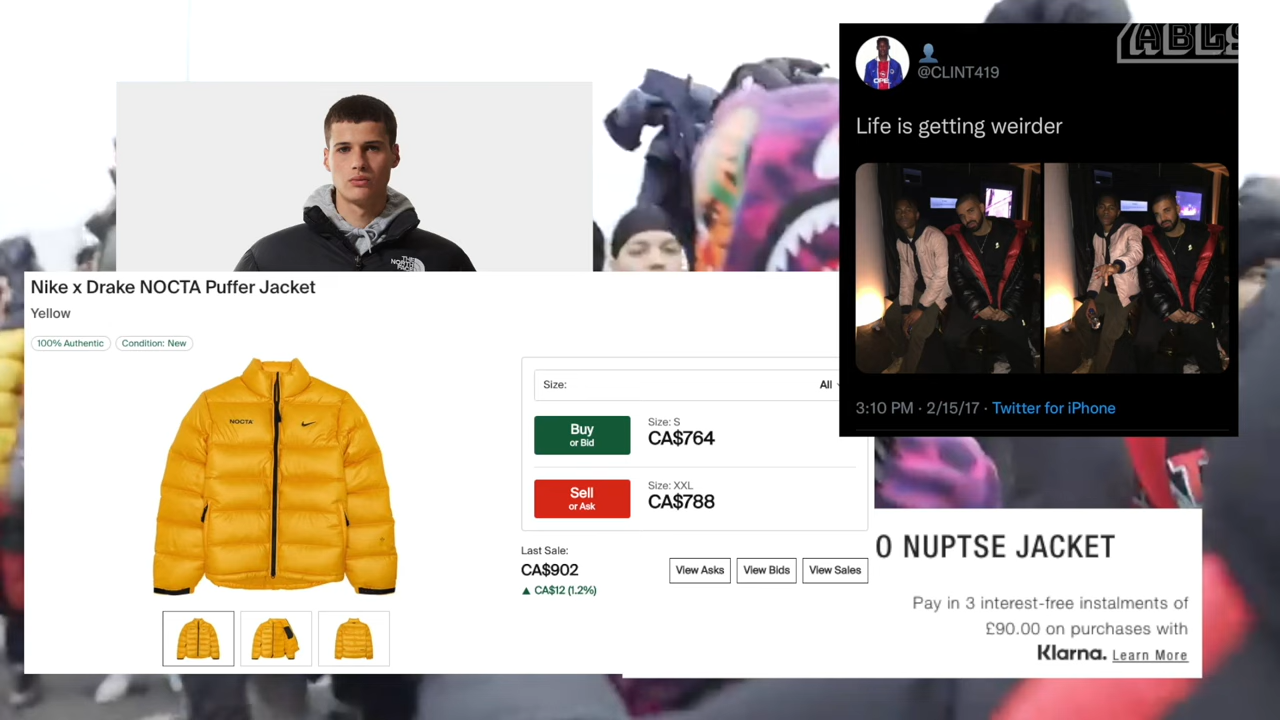 THE
NORTH
FACE
Nike x Drake NOCTA Puffer Jacket
Yellow
100% Authentic
Condition: New
NOCTA
Size:
All
Buy
or Bid
Size: S
CA$764
Sell
or Ask
Size: XXL
CA$788
Last Sale:
CA$902
▲ CA$12 (1.2%)
View Asks
View Bids
View Sales
@CLINT419
Life is getting weirder
3:10 PM · 2/15/17 · Twitter for iPhone
O NUPTSE JACKET
Pay in 3 interest-free instalments of
£90.00 on purchases with
Klarna. Learn More